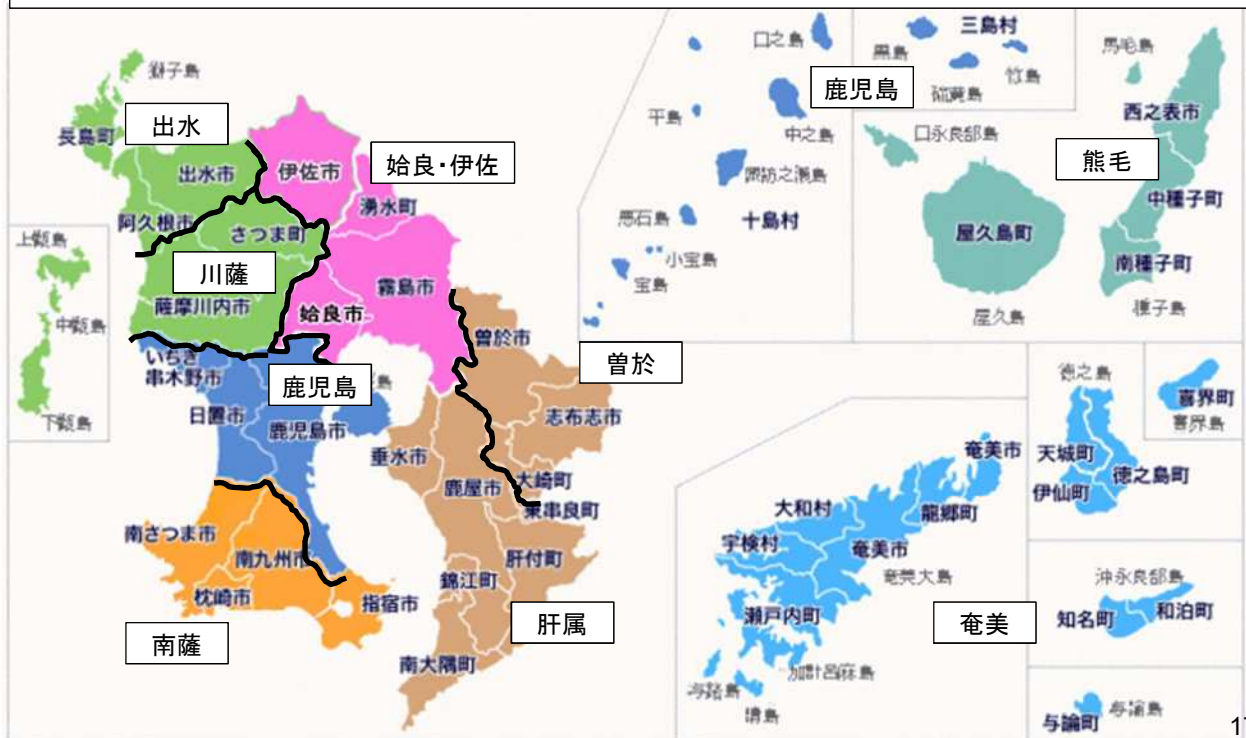 獅子島
長島町
出水
出水市
阿久根市
伊佐市
姶良・伊佐
湧水町
さつま町
川薩
薩摩川内市
霧島市
姶良市
上甑島
中甑島
下甑島
いちき
串木野市
鹿児島
島
日置市
鹿児島市
曽於市
曽於
志布志市
垂水市
鹿屋市
大崎町
東串良町
南さつま市
南九州市
枕崎市
指宿市
南薩
錦江町
肝付町
肝属
南大隅町
口之島
平島
中之島
諏訪之瀬島
悪石島
十島村
小宝島
宝島
鹿児島
三島村
黒島
竹島
硫黄島
馬毛島
西之表市
口永良部島
熊毛
中種子町
屋久島町
南種子町
種子島
屋久島
奄美市
龍郷町
大和村
宇検村
奄美市
奄美大島
瀬戸内町
加計呂麻島
与路島
請島
奄美
徳之島
天城町
徳之島町
伊仙町
喜界町
喜界島
沖永良部島
知名町
和泊町
与論町
与論島
17